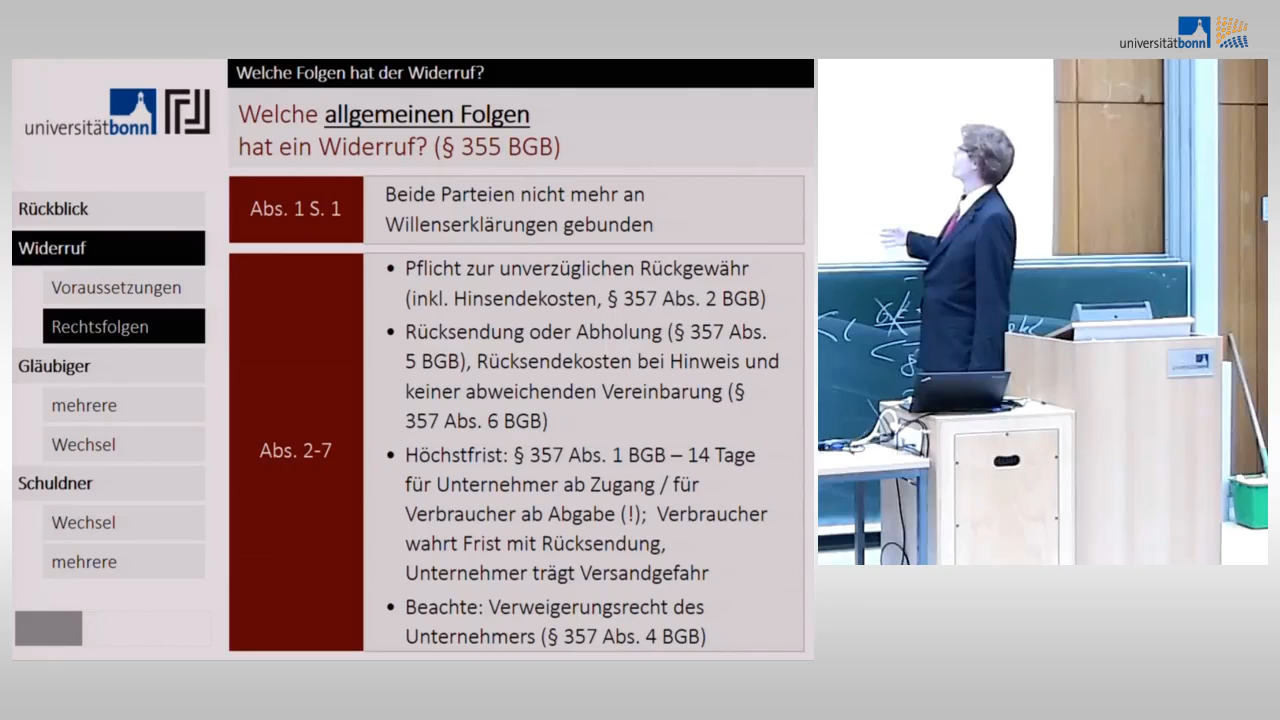 universitätbonn
Welche Folgen hat der Widerruf?
universitätbonn
Welche allgemeinen Folgen
hat ein Widerruf? (§ 355 BGB)
Rückblick
Widerruf
Voraussetzungen
Rechtsfolgen
Gläubiger
mehrere
Wechsel
Schuldner
Wechsel
mehrere
Abs. 1 S. 1
Beide Parteien nicht mehr an
Willenserklärungen gebunden
Abs. 2-7
• Pflicht zur unverzüglichen Rückgewähr
(inkl. Hinsendekosten, § 357 Abs. 2 BGB)
• Rücksendung oder Abholung (§ 357 Abs.
5 BGB), Rücksendekosten bei Hinweis und
keiner abweichenden Vereinbarung (§
357 Abs. 6 BGB)
• Höchstfrist: § 357 Abs. 1 BGB – 14 Tage
für Unternehmer ab Zugang / für
Verbraucher ab Abgabe (!); Verbraucher
wahrt Frist mit Rücksendung,
Unternehmer trägt Versandgefahr
• Beachte: Verweigerungsrecht des
Unternehmers (§ 357 Abs. 4 BGB)